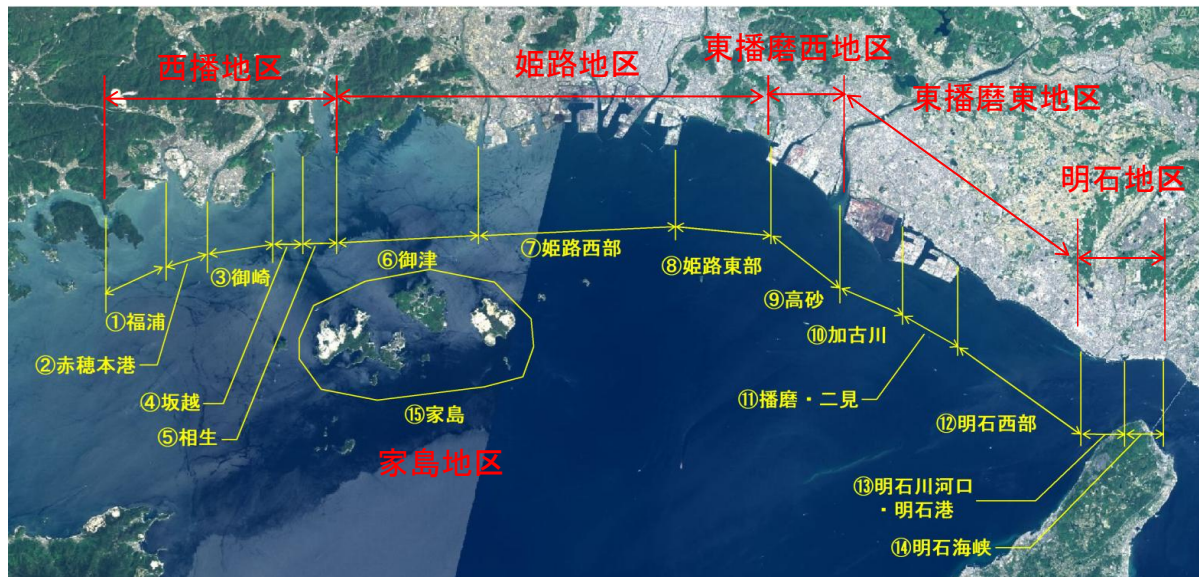 西播地区
姫路地区
東播磨西地区
東播磨東地区
明石地区
①福浦
②赤穂本港
③御崎
④坂越
⑤相生
⑥御津
⑦姫路西部
⑧姫路東部
⑨高砂
⑩加古川
⑪播磨・二見
⑫明石西部
⑬明石川河口
・明石港
⑭明石海峡
⑮家島
家島地区